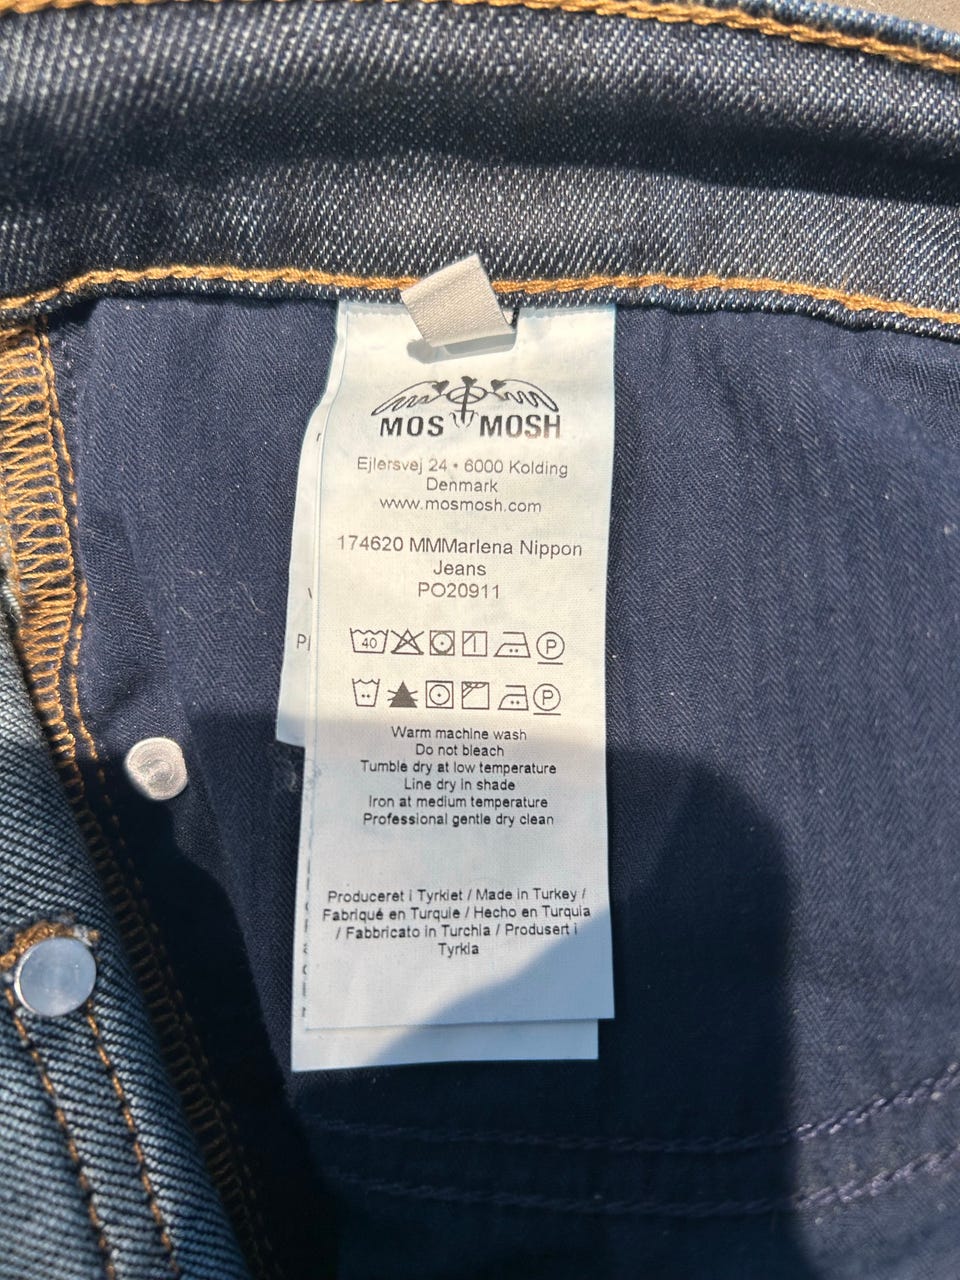 MOS MOSH
Ejlersvej 24 • 6000 Kolding
Denmark
www.mosmosh.com
174620 MMMarlena Nippon
Jeans
PO20911
40 P
P
Warm machine wash
Do not bleach
Tumble dry at low temperature
Line dry in shade
Iron at medium temperature
Professional gentle dry clean
Produceret i Tyrkiet / Made in Turkey /
Fabriqué en Turquie / Hecho en Turquia
/ Fabbricato in Turchia / Produsert i
Tyrkia